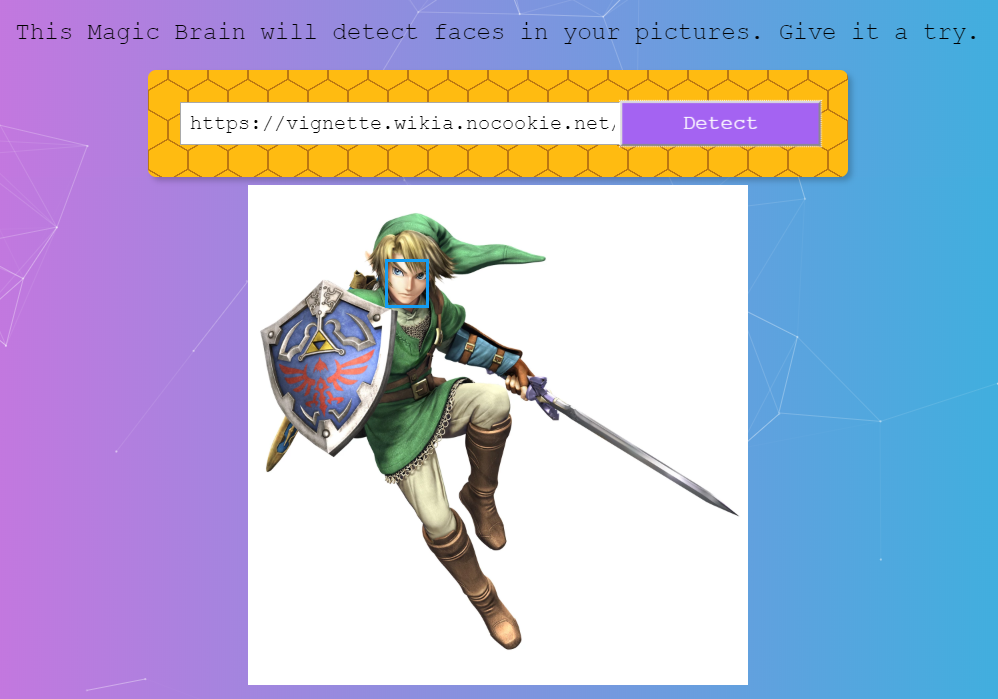 This Magic Brain will detect faces in your pictures. Give it a try.
https://vignette.wikia.nocookie.net,
Detect